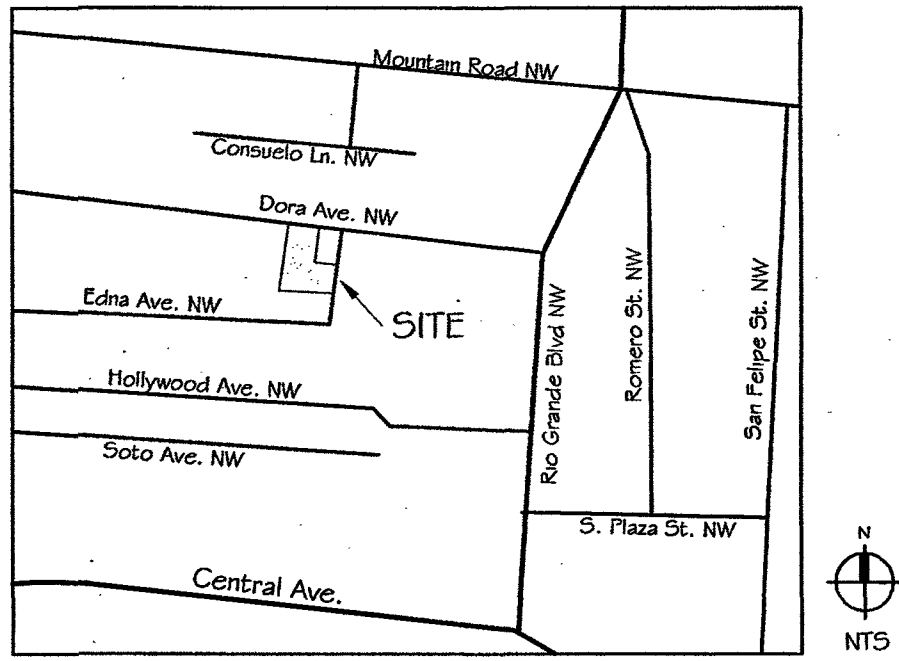 Mountain Road NW
Consuelo Ln. NW
Dora Ave. NW
Edna Ave. NW
SITE
Hollywood Ave. NW
Soto Ave. NW
Rio Grande Blvd NW
Romero St. NW
San Felipe St. NW
S. Plaza St. NW
Central Ave.
N
NTS